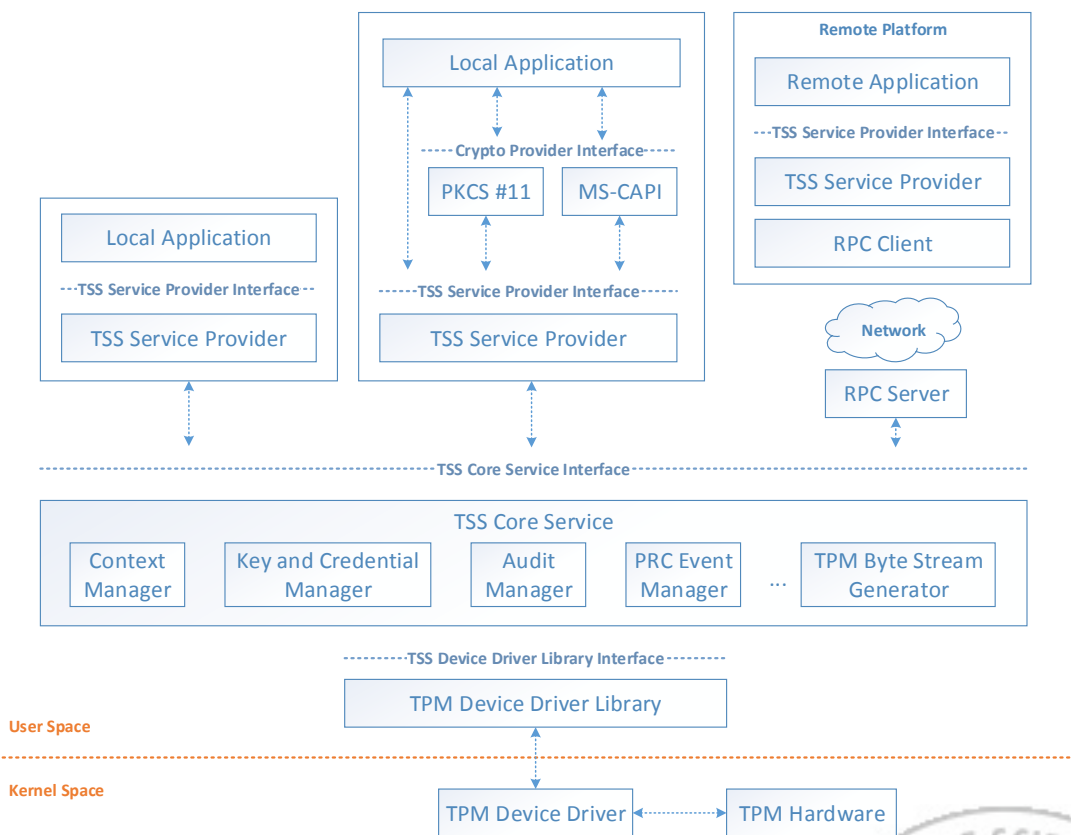 Local Application
TSS Service Provider Interface
TSS Service Provider
Local Application
Crypto Provider Interface
PKCS #11
MS-CAPI
TSS Service Provider Interface
TSS Service Provider
Remote Platform
Remote Application
TSS Service Provider Interface
TSS Service Provider
RPC Client
Network
RPC Server
TSS Core Service Interface
TSS Core Service
Context
Manager
Key and Credential
Manager
Audit
Manager
PRC Event
Manager
...
TPM Byte Stream
Generator
TSS Device Driver Library Interface
TPM Device Driver Library
User Space
Kernel Space
TPM Device Driver
TPM Hardware